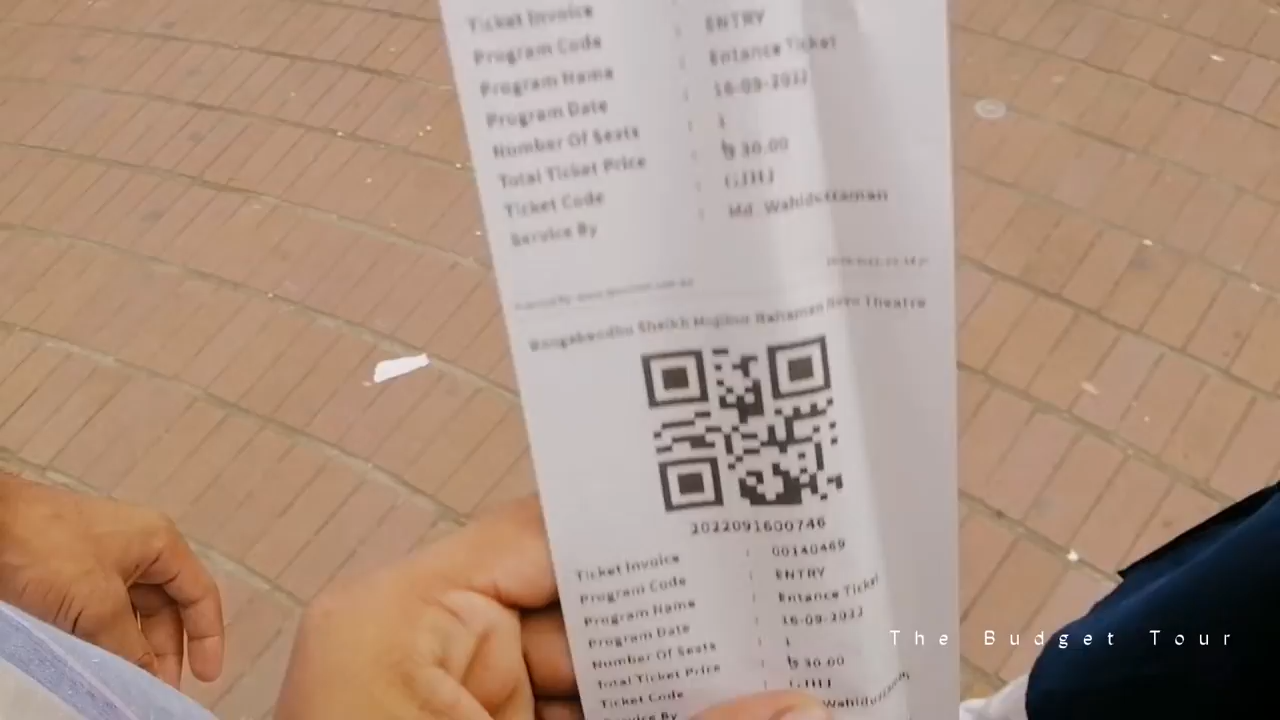 Ticket Invoice :
Program Code : ENTRY
Program Name : Entance Ticket
Program Date : 16-09-2022
Number Of Seats : 1
Total Ticket Price : ৳ 30.00
Ticket Code :
Service By : Md. Wahiduzzaman
Bangabandhu Sheikh Mujibur Rahaman Novo Theatre
2022091600746
Ticket Invoice : 00140469
Program Code : ENTRY
Program Name : Entance Ticket
Program Date : 16-09-2022
Number Of Seats : 1
Total Ticket Price : ৳ 30.00
Ticket Code :
Service By Wahiduzzaman
The Budget Tour